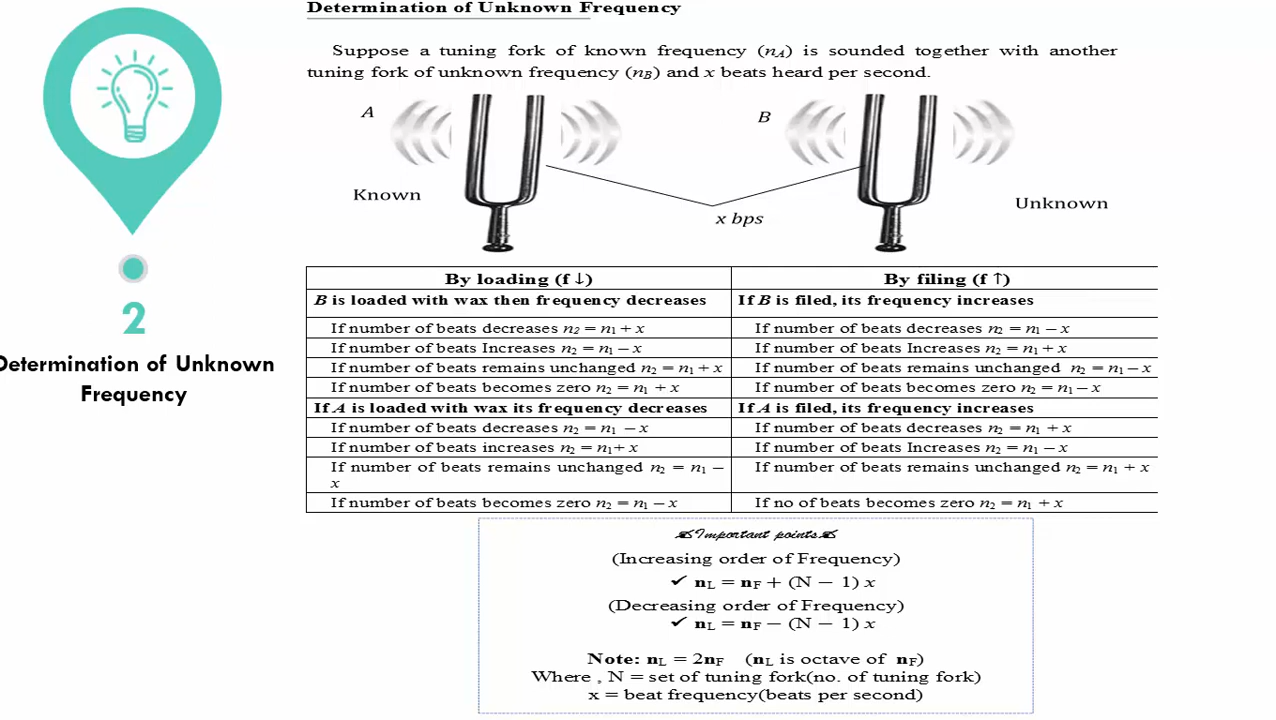 Determination of Unknown Frequency
Suppose a tuning fork of known frequency (nA) is sounded together with another
tuning fork of unknown frequency (nB) and x beats heard per second.
A
B
Known
Unknown
x bps
2
Determination of Unknown
Frequency
By loading (f ↓)
By filing (f ↑)
B is loaded with wax then frequency decreases
If B is filed, its frequency increases
If number of beats decreases n2 = n1 + x
If number of beats decreases n2 = n1 – x
If number of beats Increases n2 = n1 – x
If number of beats Increases n2 = n1 + x
If number of beats remains unchanged n2 = n1 + x
If number of beats remains unchanged n2 = n1 – x
If number of beats becomes zero n2 = n1 + x
If number of beats becomes zero n2 = n1 – x
If A is loaded with wax its frequency decreases
If A is filed, its frequency increases
If number of beats decreases n2 = n1 – x
If number of beats decreases n2 = n1 + x
If number of beats increases n2 = n1+ x
If number of beats Increases n2 = n1 – x
If number of beats remains unchanged n2 = n1 –
x
If number of beats remains unchanged n2 = n1 + x
If number of beats becomes zero n2 = n1 – x
If no of beats becomes zero n2 = n1 + x
Important points
(Increasing order of Frequency)
✓ nL = nF + (N – 1) x
(Decreasing order of Frequency)
✓ nL = nF – (N – 1) x
Note: nL = 2nF (nL is octave of nF)
Where , N = set of tuning fork(no. of tuning fork)
x = beat frequency(beats per second)